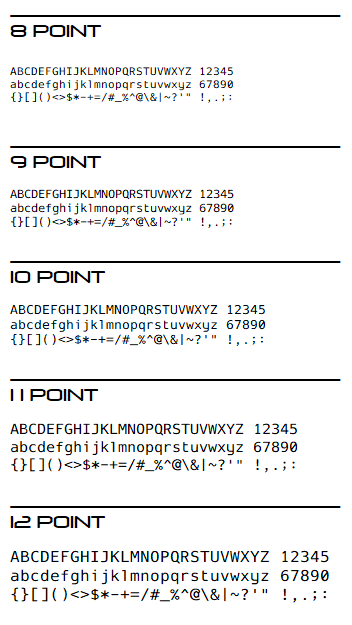 8 POINT
ABCDEFGHIJKLMNOPQRSTUVWXYZ 12345
abcdefghijklmnopqrstuvwxyz 67890
{}[]()<>$*-+=/#_%^@\&|~?'" !,.;:
9 POINT
ABCDEFGHIJKLMNOPQRSTUVWXYZ 12345
abcdefghijklmnopqrstuvwxyz 67890
{}[]()<>$*-+=/#_%^@\&|~?'" !,.;:
10 POINT
ABCDEFGHIJKLMNOPQRSTUVWXYZ 12345
abcdefghijklmnopqrstuvwxyz 67890
{}[]()<>$*-+=/#_%^@\&|~?'" !,.;:
11 POINT
ABCDEFGHIJKLMNOPQRSTUVWXYZ 12345
abcdefghijklmnopqrstuvwxyz 67890
{}[]()<>$*-+=/#_%^@\&|~?'" !,.;:
12 POINT
ABCDEFGHIJKLMNOPQRSTUVWXYZ 12345
abcdefghijklmnopqrstuvwxyz 67890
{}[]()<>$*-+=/#_%^@\&|~?'" !,.;: